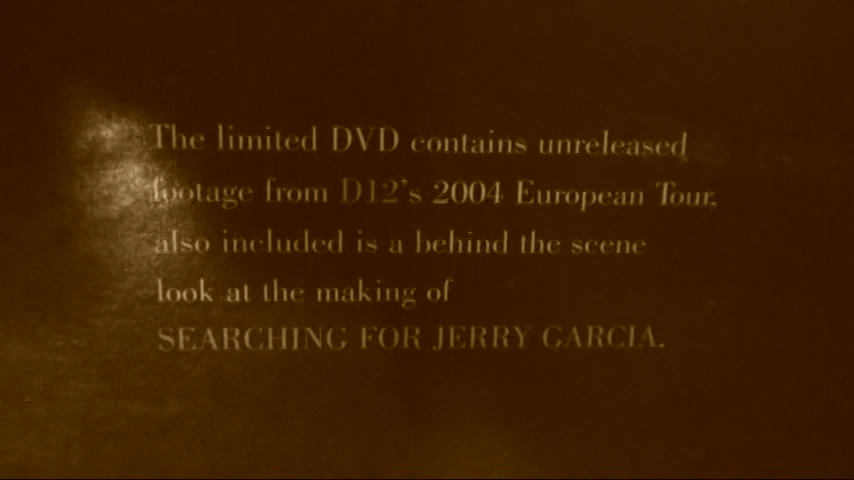 The limited DVD contains unreleased
footage from D12's 2004 European Tour,
also included is a behind the scene
look at the making of
SEARCHING FOR JERRY GARCIA.